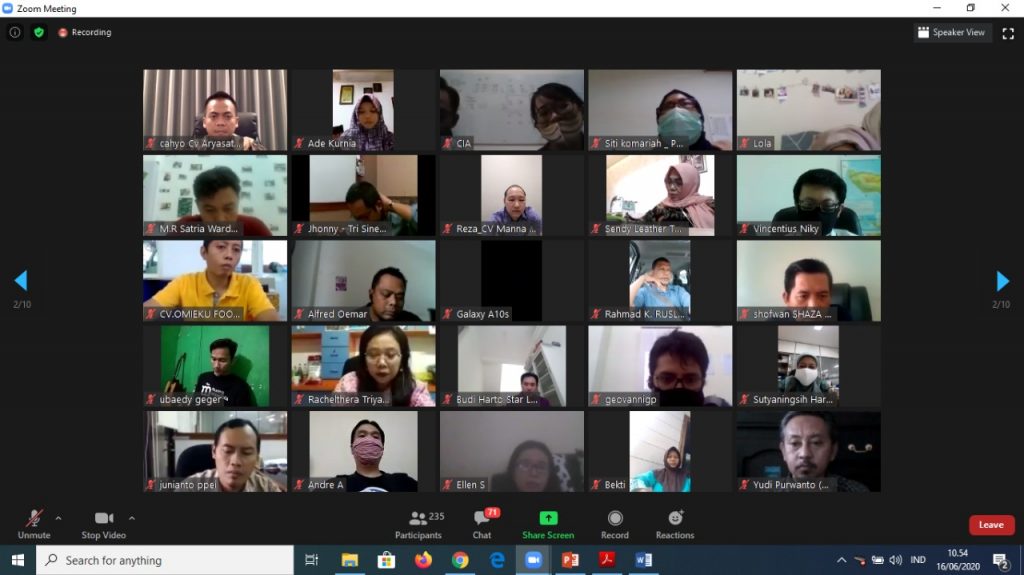 Zoom Meeting
Recording
Speaker View
cahyo Cv Aryasat...
Ade Kurnia
CIA
Siti komariah _ P...
Lola
M.R Satria Ward...
Jhonny - Tri Sine...
Reza_CV Manna ...
Sendy Leather T...
Vincentius Niky
CV.OMIEKU FOO...
Alfred Oemar
Galaxy A10s
Rahmad K. RUSL...
shofwan SHAZA ...
2/10
2/10
ubaedy geger
Racheltera Triya...
Budi Harto Star L...
geovannigp
Sutyaningsih Har...
junianto ppei
Andre A
Ellen S
Bekti
Yudi Purwanto (...
Unmute
Stop Video
Participants
235
Chat
71
Share Screen
Record
Reactions
Leave
Search for anything
IND
10.54
16/06/2020
2